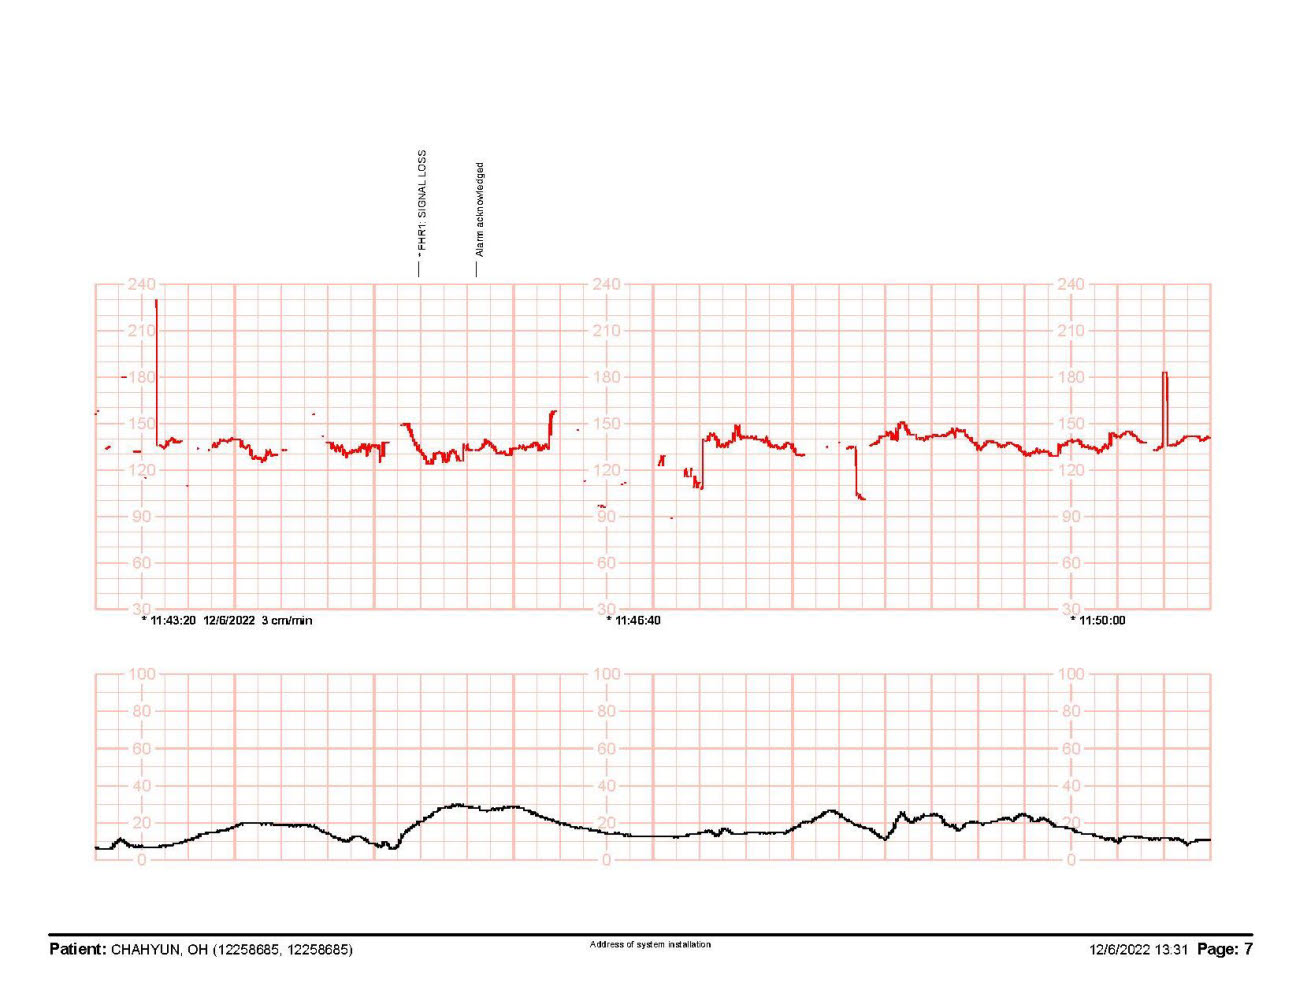 * FHR1: SIGNAL LOSS
Alarm acknowledged
240 240 240
210 210 210
180 180 180
150 150 150
120 120 120
90 90 90
60 60 60
30 30 30
* 11:43:20 12/6/2022 3 cm/min * 11:46:40 * 11:50:00
100 100 100
80 80 80
60 60 60
40 40 40
20 20 20
0 0 0
Patient: CHAHYUN, OH (12258685, 12258685) Address of system installation 12/6/2022 13:31 Page: 7